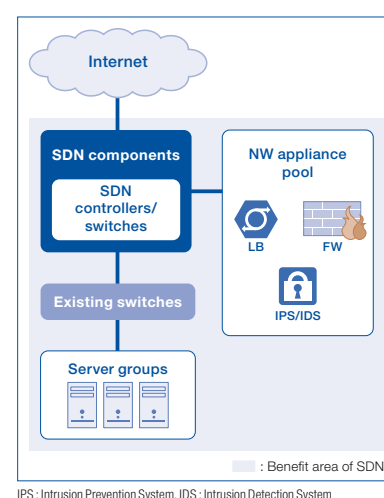 Internet
SDN components
SDN
controllers/
switches
NW appliance
pool
LB
FW
IPS/IDS
Existing switches
Server groups
: Benefit area of SDN
IPS : Intrusion Prevention System, IDS : Intrusion Detection System